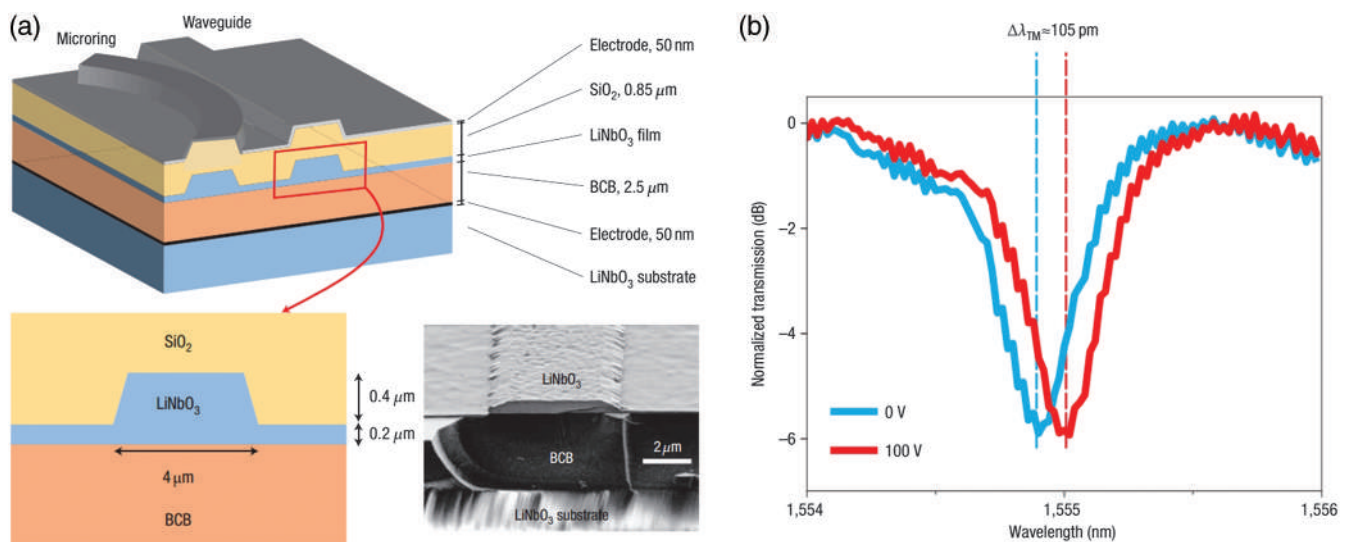 (a)
Waveguide
Microring
Electrode, 50 nm
SiO₂, 0.85 μm
LiNbO₃ film
BCB, 2.5 μm
Electrode, 50 nm
LiNbO₃ substrate
SiO₂
LiNbO₃
0.4 μm
0.2 μm
4 μm
BCB
LiNbO₃
BCB
2 μm
LiNbO₃ substrate
(b)
Δλ_TM≈105 pm
Normalized transmission (dB)
0
−2
−4
−6
0 V
100 V
1,554
1,555
1,556
Wavelength (nm)